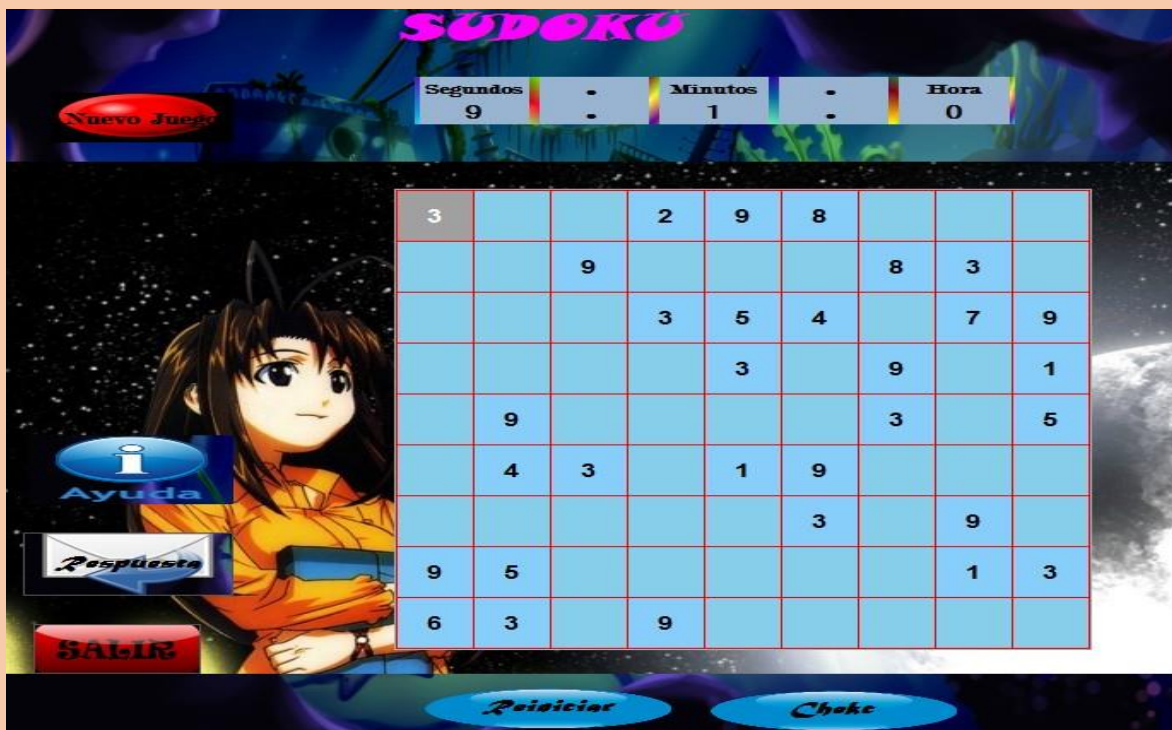 SUDOKU
Segundos : Minutos : Hora
9 1 0
Nuevo Juego
3 2 9 8
9 8 3
3 5 4 7 9
3 9 1
9 3 5
4 3 1 9
3 9
9 5 1 3
6 3 9
i
Ayuda
Respuesta
SALIR
Reiniciar Cheke